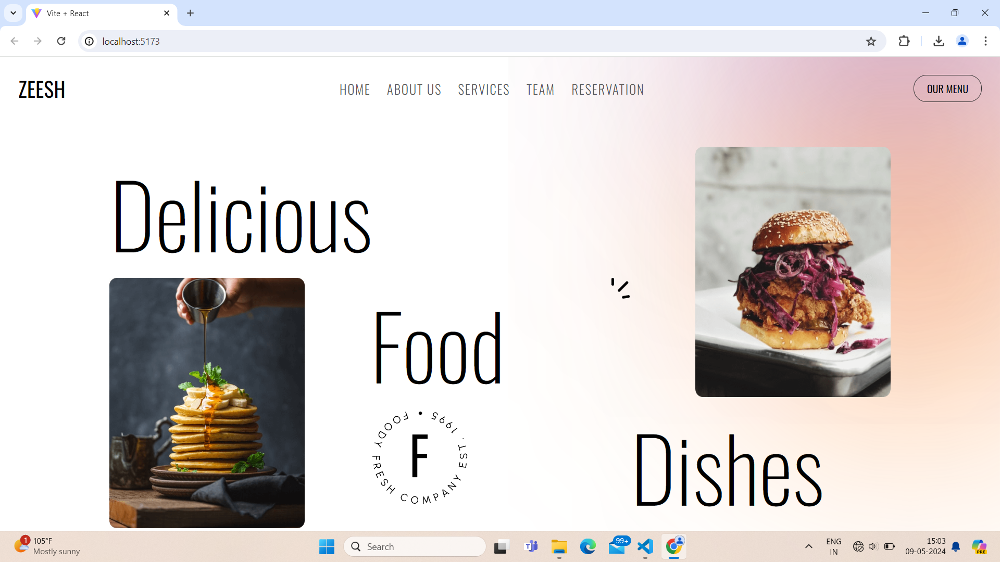 Vite + React
localhost:5173
ZEESH
HOME ABOUT US SERVICES TEAM RESERVATION
OUR MENU
Delicious
Food
FOODY FRESH COMPANY EST. 1995 •
F
Dishes
1
105°F
Mostly sunny
Search
T
99+
ENG
IN
15:03
09-05-2024
PRE